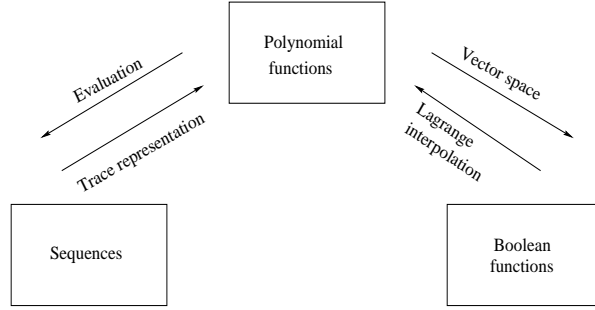 Polynomial
functions
Evaluation
Trace representation
Vector space
Lagrange
interpolation
Sequences
Boolean
functions